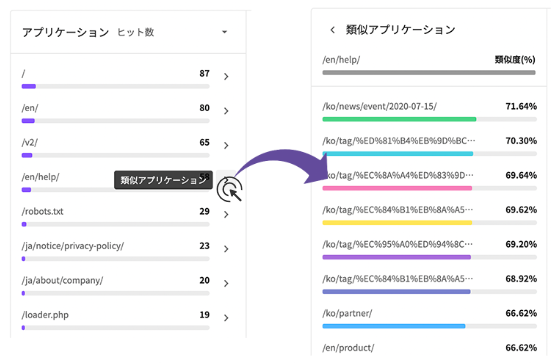 アプリケーション ヒット数
/ 87
/en/ 80
/v2/ 65
/en/help/
類似アプリケーション
/robots.txt 29
/ja/notice/privacy-policy/ 23
/ja/about/company/ 20
/loader.php 19
類似アプリケーション
/en/help/ 類似度(%)
/ko/news/event/2020-07-15/ 71.64%
/ko/tag/%ED%81%B4%EB%9D%BC… 70.30%
/ko/tag/%EC%8A%A4%ED%83%9D… 69.64%
/ko/tag/%EC%84%B1%EB%8A%A5… 69.62%
/ko/tag/%EC%95%A0%ED%94%8C… 69.20%
/ko/tag/%EC%84%B1%EB%8A%A5… 68.92%
/ko/partner/ 66.62%
/en/product/ 66.62%